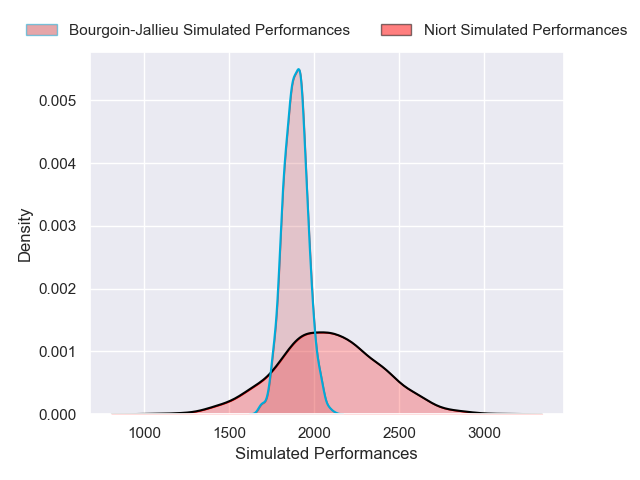 Bourgoin-Jallieu Simulated Performances Niort Simulated Performances
0.005
0.004
0.003
0.002
0.001
0.000
Density
1000 1500 2000 2500 3000
Simulated Performances